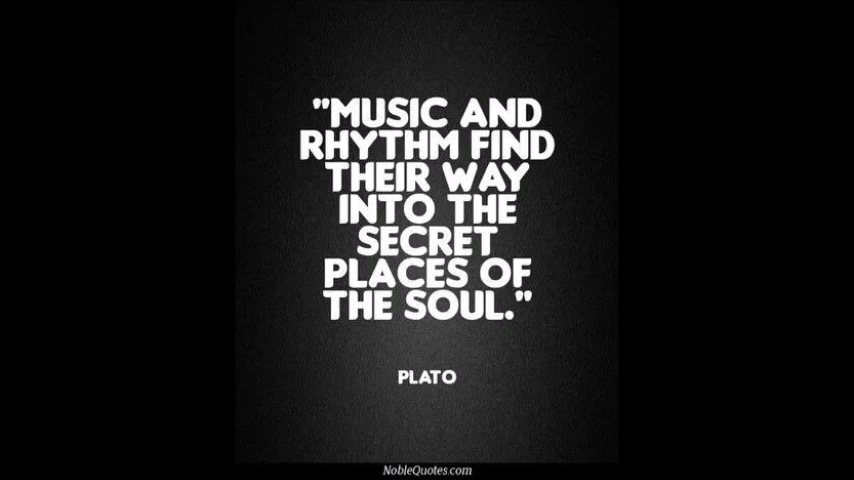 "MUSIC AND
RHYTHM FIND
THEIR WAY
INTO THE
SECRET
PLACES OF
THE SOUL."
PLATO
NobleQuotes.com